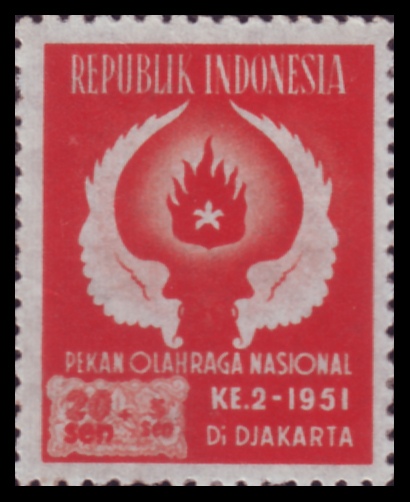 REPUBLIK INDONESIA
PEKAN OLAHRAGA NASIONAL
20 + 5 KE.2-1951
sen sen Di DJAKARTA